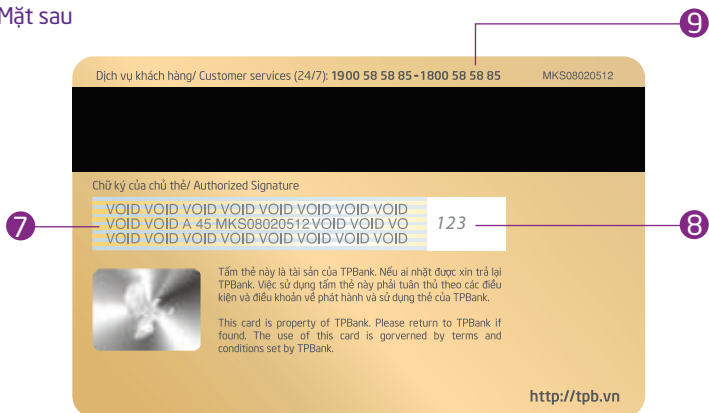 Mặt sau
9
Dịch vụ khách hàng/ Customer services (24/7): 1900 58 58 85 - 1800 58 58 85 MKS08020512
Chữ ký của chủ thẻ/ Authorized Signature
VOID VOID VOID VOID VOID VOID VOID VOID
7 VOID VOID A 45 MKS08020512 VOID VOID VO 123 8
VOID VOID VOID VOID VOID VOID VOID VOID
Tấm thẻ này là tài sản của TPBank. Nếu ai nhặt được xin trả lại
TPBank. Việc sử dụng tấm thẻ này phải tuân thủ theo các điều
kiện và điều khoản về phát hành và sử dụng thẻ của TPBank.
This card is property of TPBank. Please return to TPBank if
found. The use of this card is gorverned by terms and
conditions set by TPBank.
http://tpb.vn